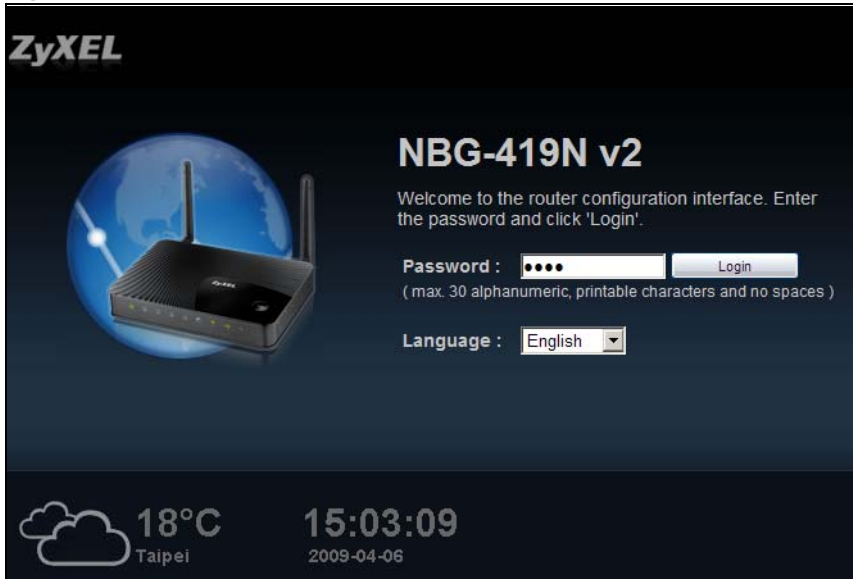 ZyXEL
NBG-419N v2
Welcome to the router configuration interface. Enter
the password and click 'Login'.
Password : •••• Login
( max. 30 alphanumeric, printable characters and no spaces )
Language : English
ZyXEL
18°C
Taipei
15:03:09
2009-04-06